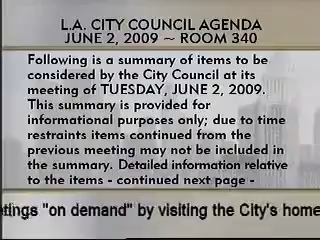 L.A. CITY COUNCIL AGENDA
JUNE 2, 2009 ~ ROOM 340
Following is a summary of items to be
considered by the City Council at its
meeting of TUESDAY, JUNE 2, 2009.
This summary is provided for
informational purposes only; due to time
restraints items continued from the
previous meeting may not be included in
the summary. Detailed information relative
to the items - continued next page -
"on demand" by visiting the City's home